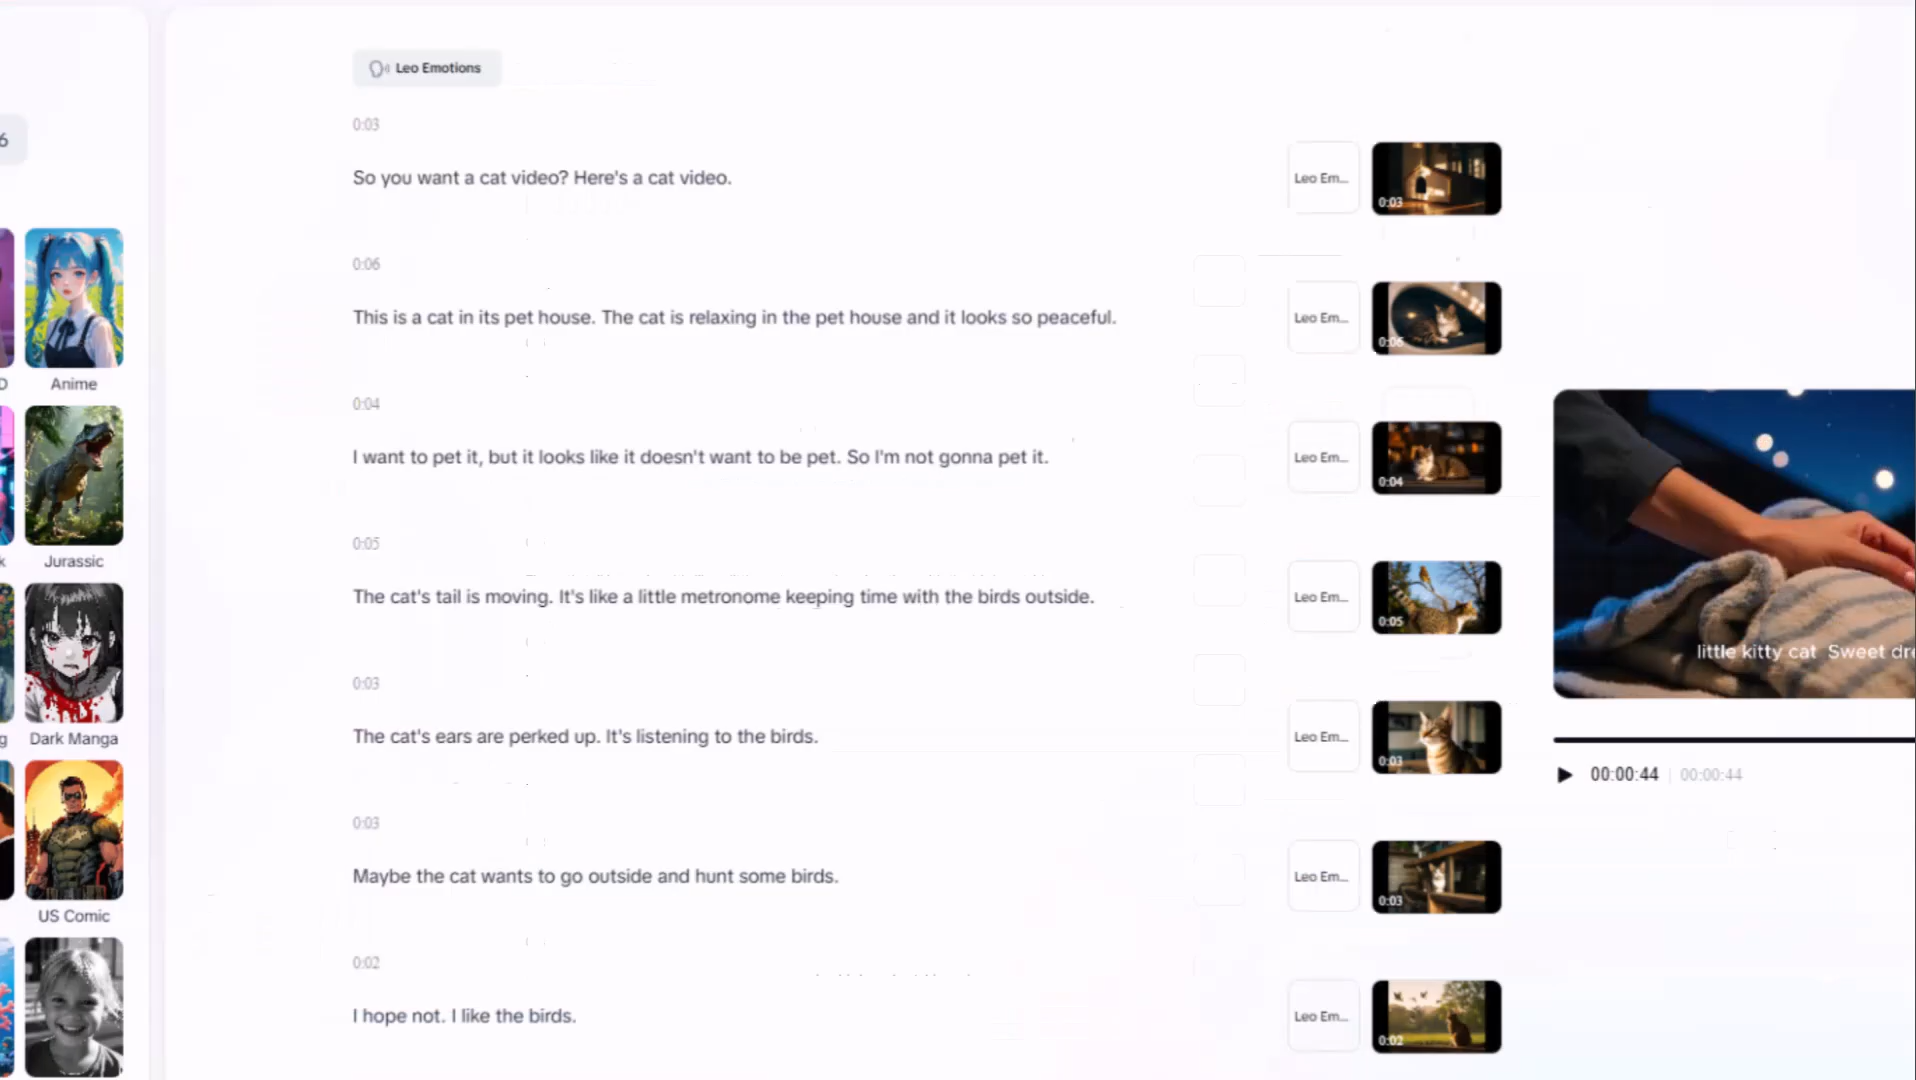 Leo Emotions
0:03
So you want a cat video? Here's a cat video.
Leo Em...
0:03
0:06
This is a cat in its pet house. The cat is relaxing in the pet house and it looks so peaceful.
Leo Em...
0:06
0:04
I want to pet it, but it looks like it doesn't want to be pet. So I'm not gonna pet it.
Leo Em...
0:04
0:05
The cat's tail is moving. It's like a little metronome keeping time with the birds outside.
Leo Em...
0:05
0:03
The cat's ears are perked up. It's listening to the birds.
Leo Em...
0:03
0:03
Maybe the cat wants to go outside and hunt some birds.
Leo Em...
0:03
0:02
I hope not. I like the birds.
Leo Em...
0:02
6
D
Anime
k
Jurassic
g
Dark Manga
US Comic
little kitty cat Sweet dre
00:00:44 | 00:00:44